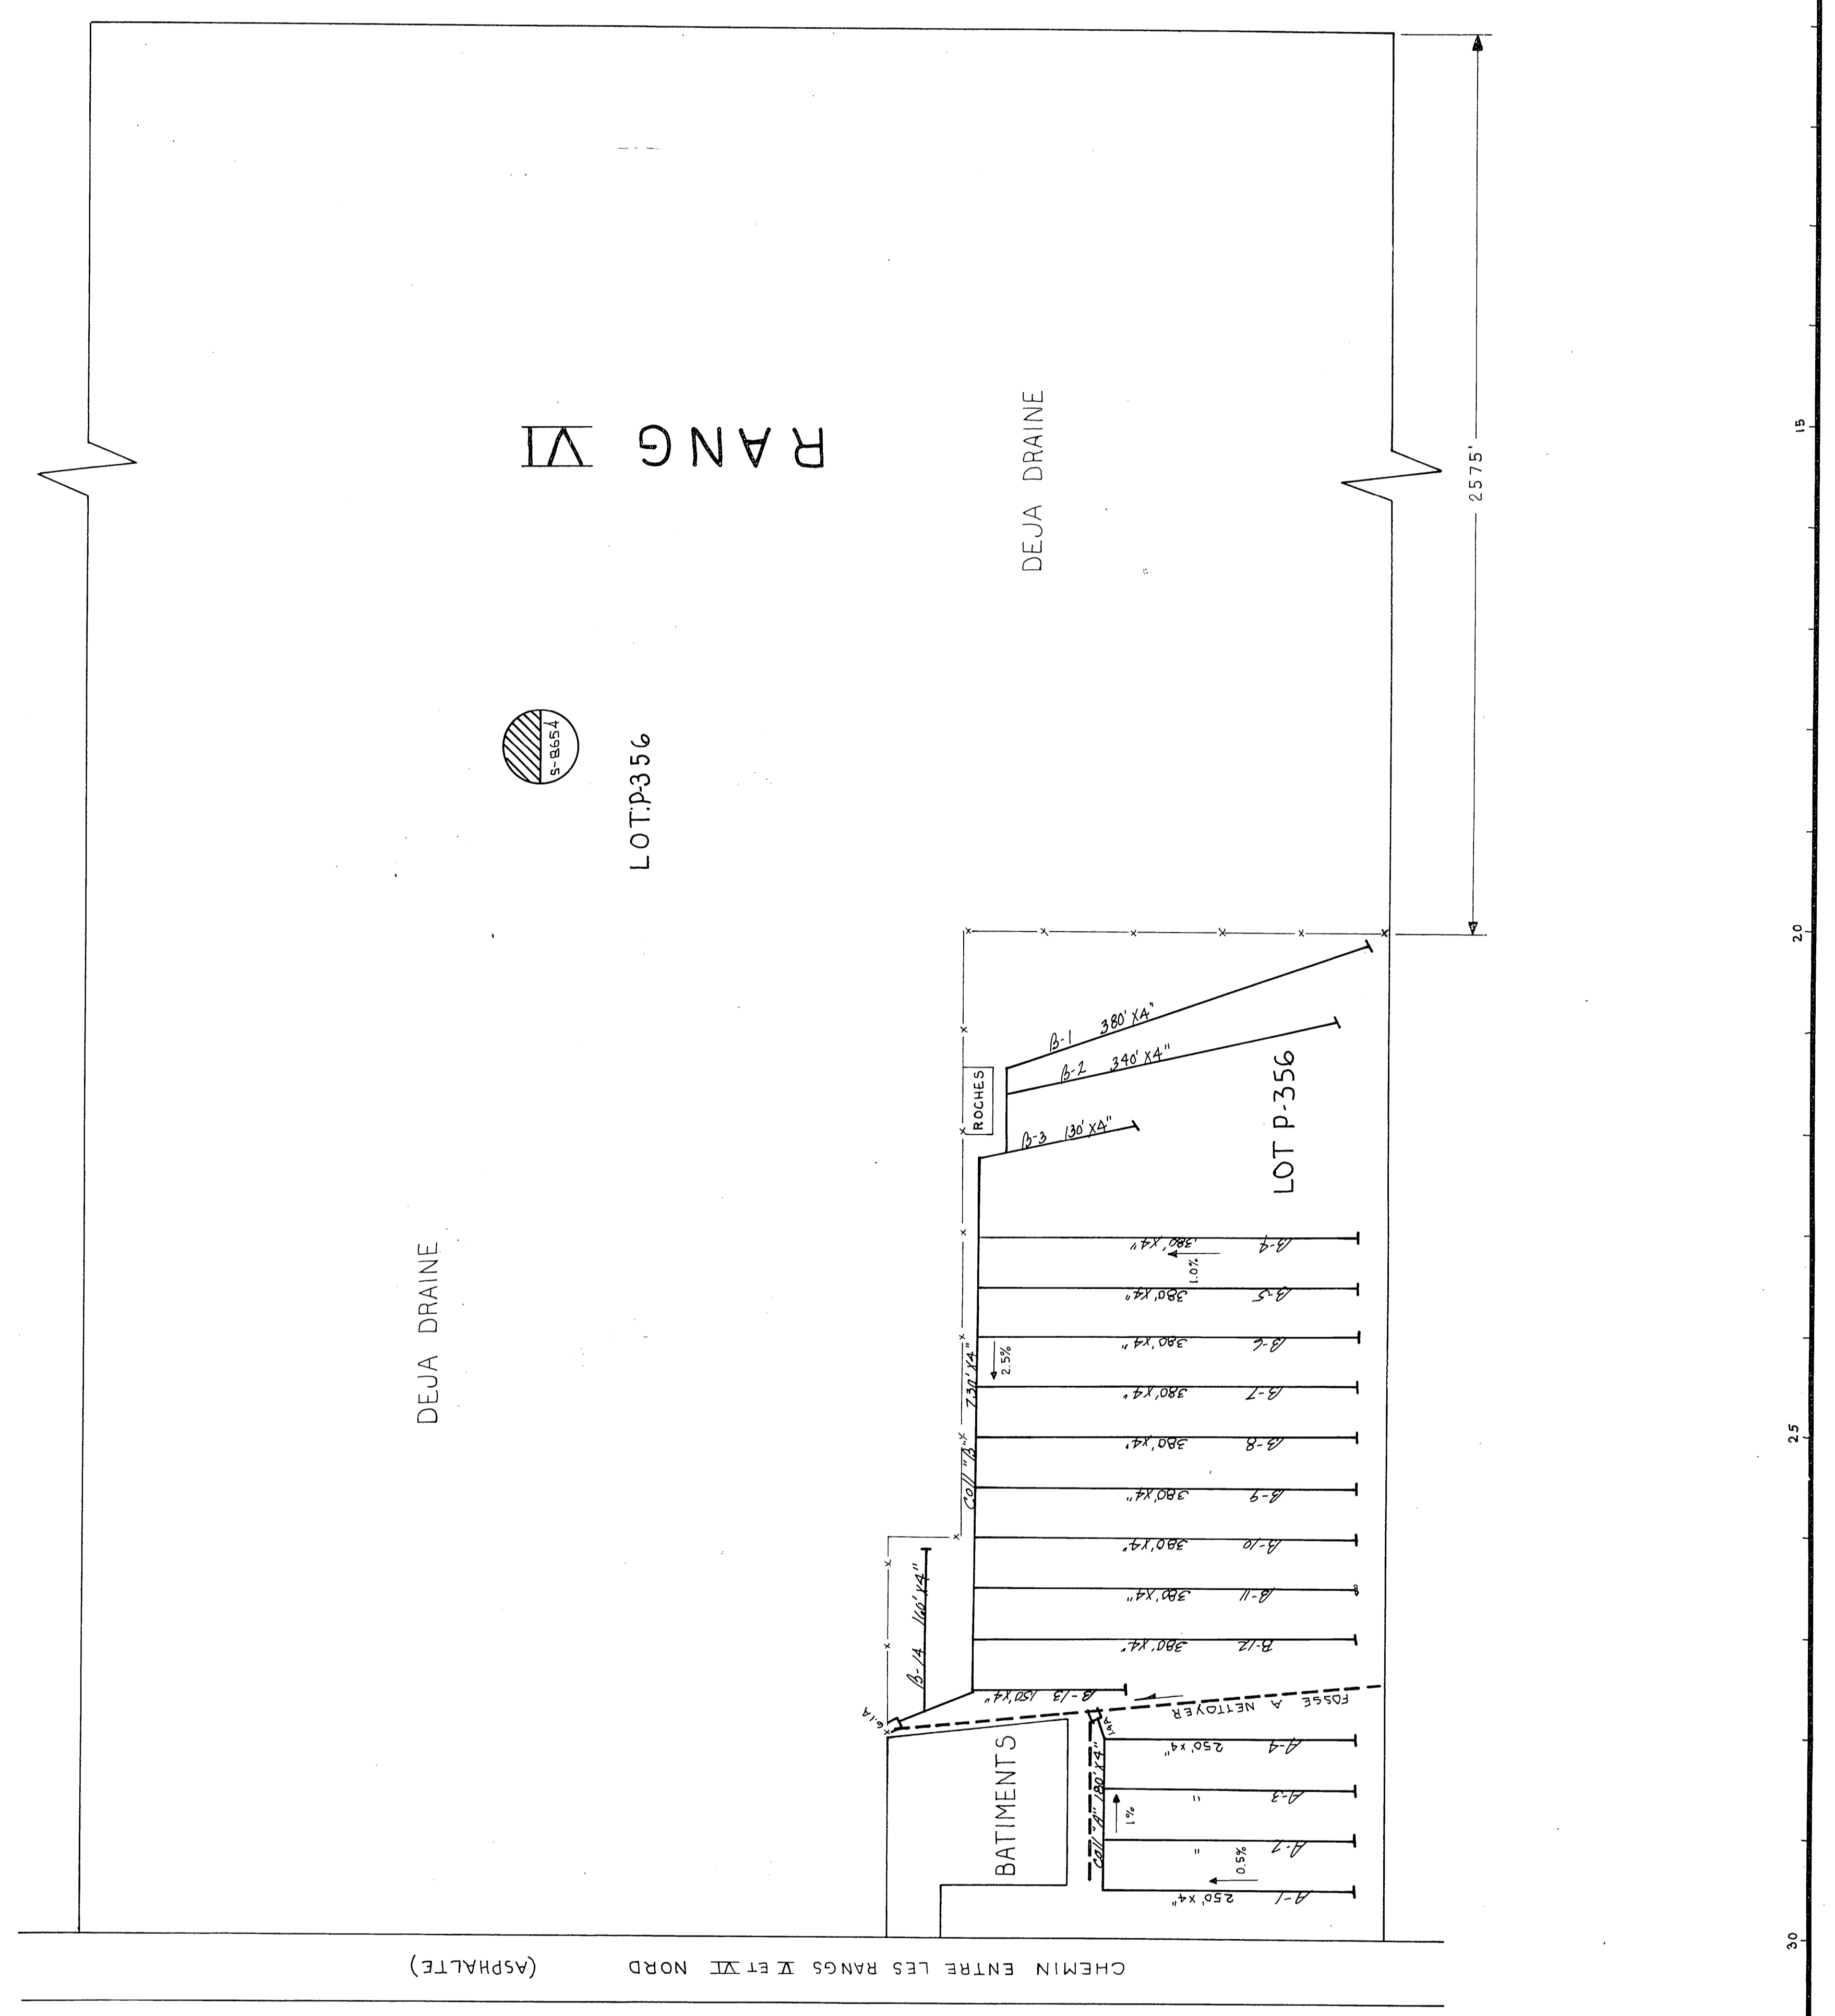 2575'
15
RANG VI
DEJA DRAINE
S-8654
LOT:P-356
20
B-1 380'X4"
B-2 340'X4"
ROCHES
B-3 130'X4"
LOT P-356
B-4 380'X4"
1.0%
B-5 380'X4"
DEJA DRAINE
B-6 380'X4"
2.5%
Coll "B" 730'X4"
B-7 380'X4"
B-8 380'X4"
25
B-9 380'X4"
B-10 380'X4"
B-11 380'X4"
B-12 380'X4"
B-14 160'X4"
B-13 150'X4"
FOSSE A NETTOYER
G.1A
BATIMENTS
Coll "A" 180'X4"
1%
A-4 250'X4"
A-3 "
A-2 "
0.5%
A-1 250'X4"
30
CHEMIN ENTRE LES RANGS V ET VI NORD (ASPHALTE)